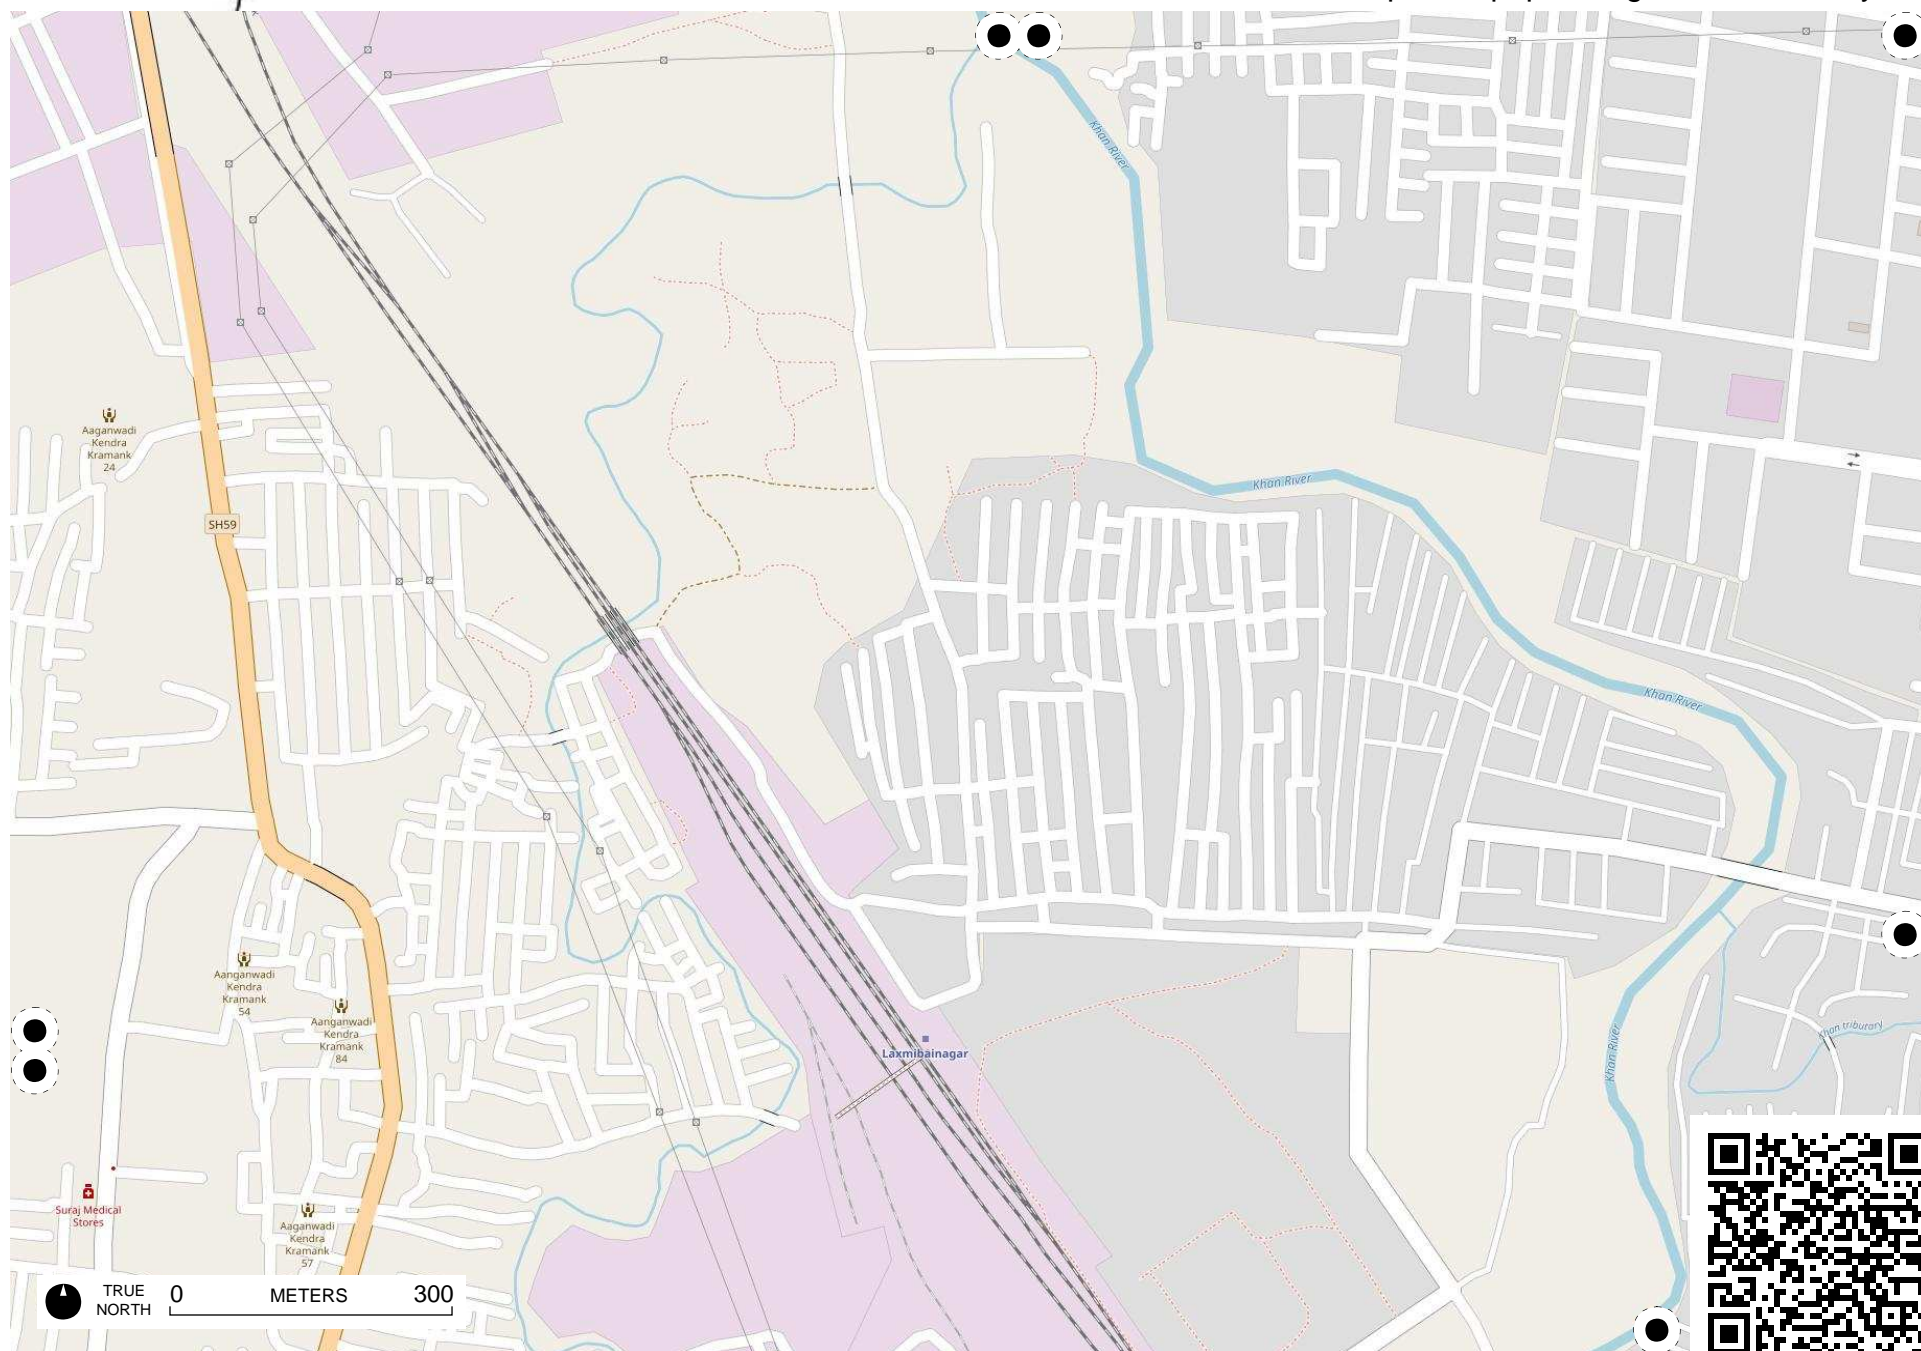 Khan River
Aaganwadi
Kendra
Kramank
24
Khan River
SH59
Khan River
Aanganwadi
Kendra
Kramank
54
Aanganwadi
Kendra
Kramank
84
Laxmibainagar
Khan River
Khan triburary
Suraj Medical
Stores
Aaganwadi
Kendra
Kramank
57
TRUE
NORTH
0 METERS 300